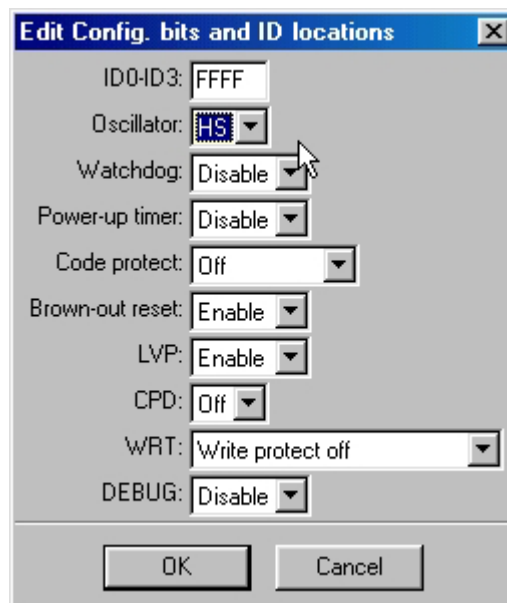 Edit Config. bits and ID locations
ID0-ID3: FFFF
Oscillator: HS
Watchdog: Disable
Power-up timer: Disable
Code protect: Off
Brown-out reset: Enable
LVP: Enable
CPD: Off
WRT: Write protect off
DEBUG: Disable
OK Cancel